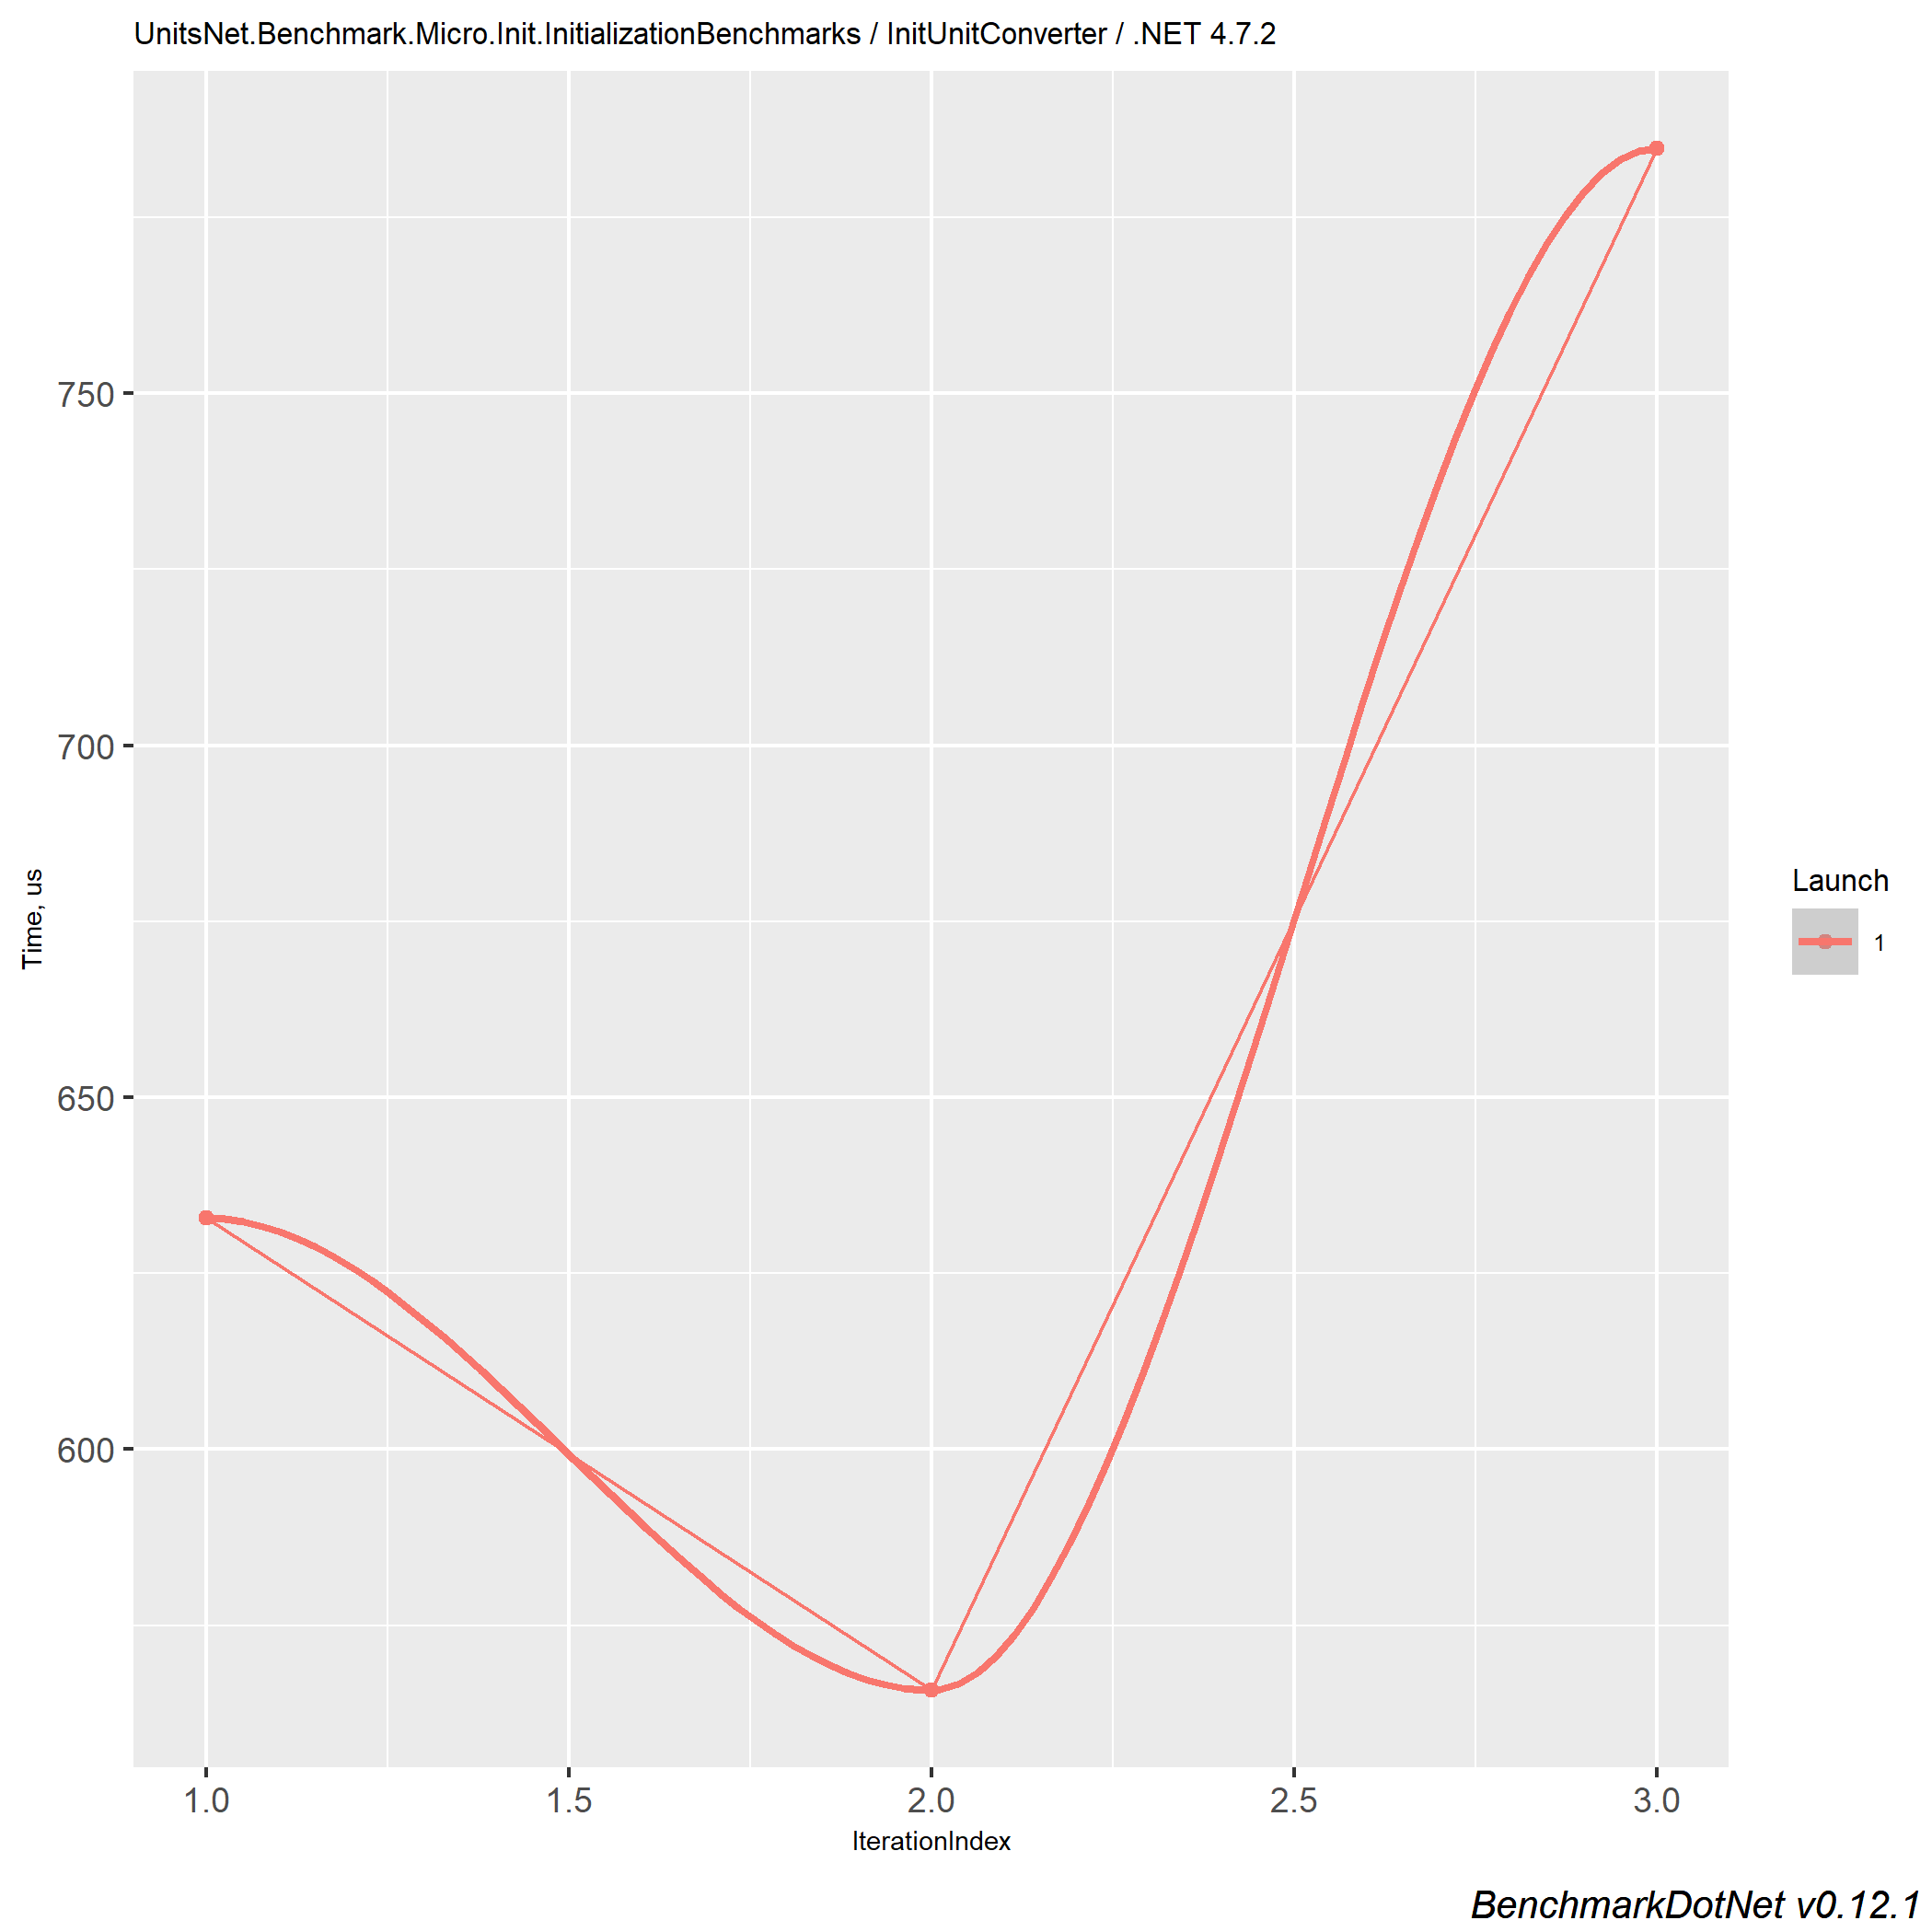 UnitsNet.Benchmark.Micro.Init.InitializationBenchmarks / InitUnitConverter / .NET 4.7.2
750
700
650
600
Time, us
1.0 1.5 2.0 2.5 3.0
IterationIndex
Launch
1
BenchmarkDotNet v0.12.1